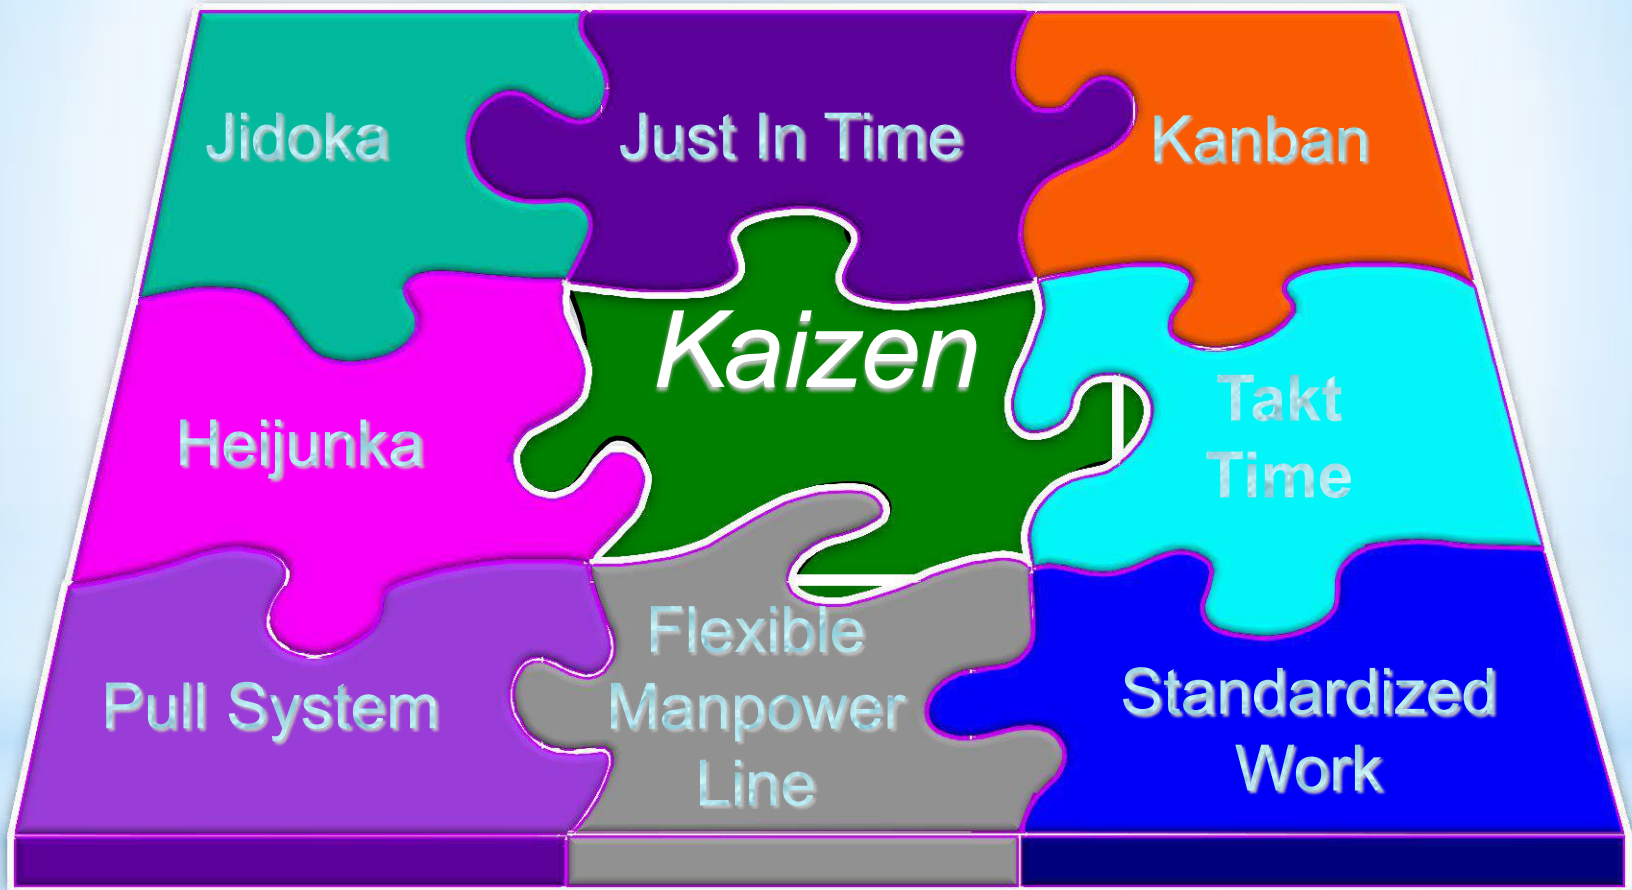 Jidoka
Just In Time
Kanban
Kaizen
Heijunka
Takt
Time
Pull System
Flexible
Manpower
Line
Standardized
Work